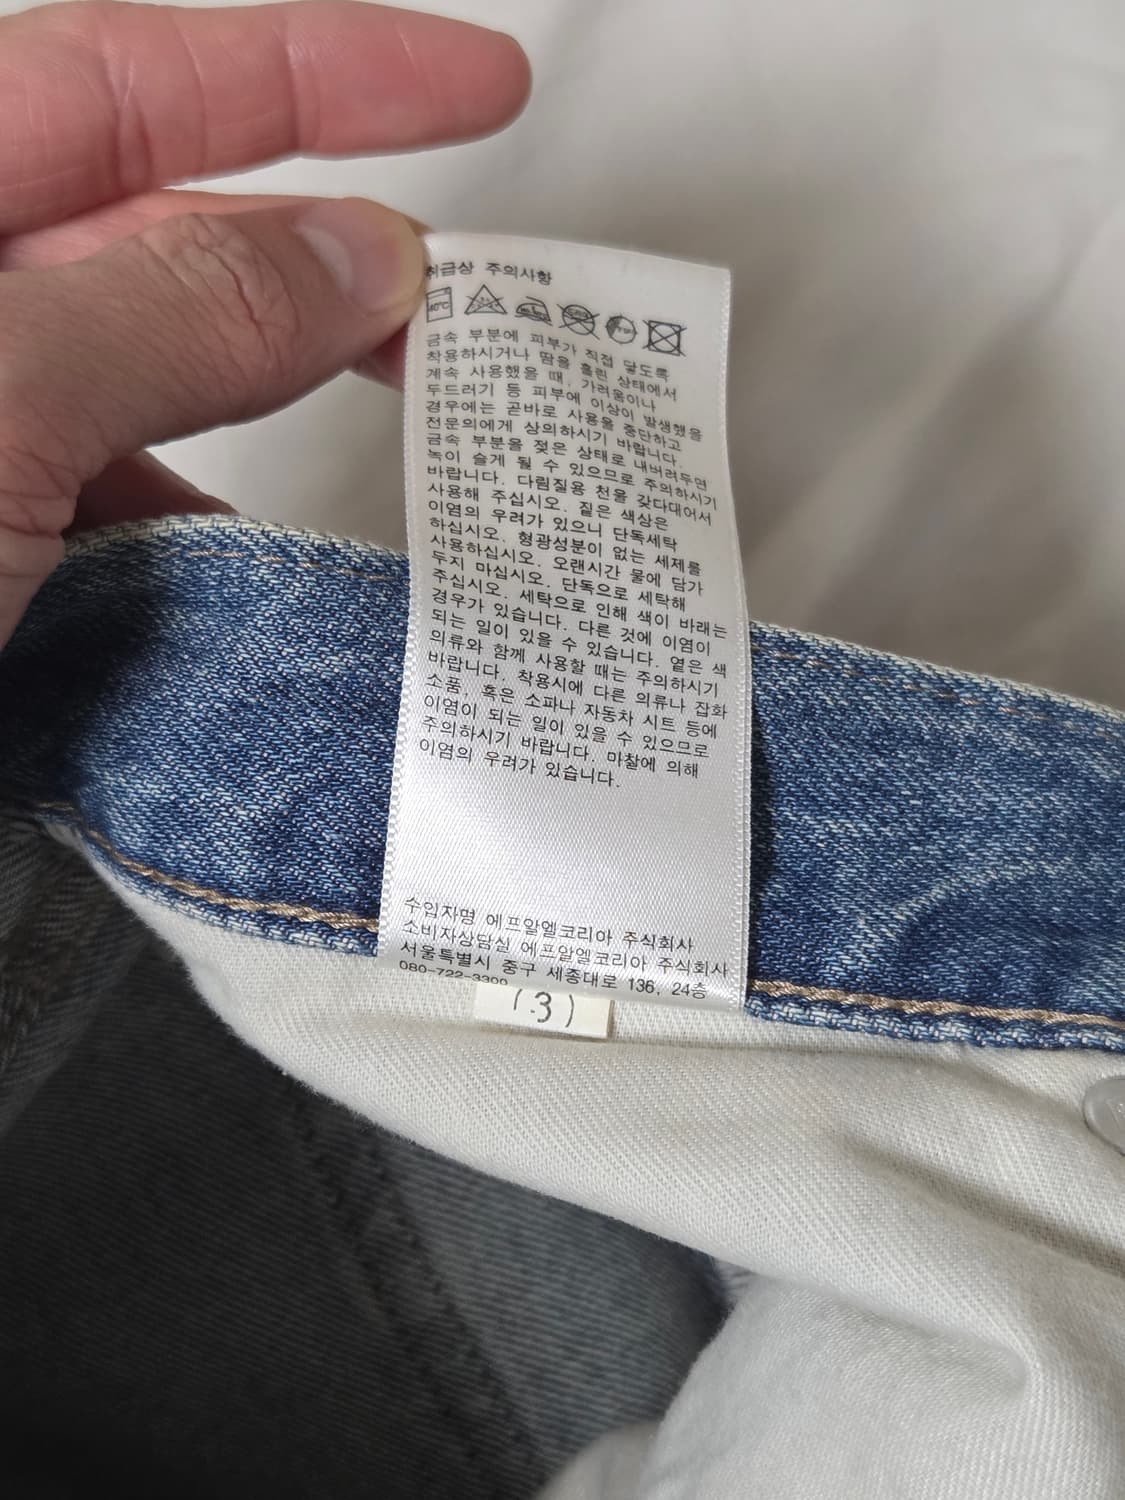 취급상 주의사항
40°C
금속 부분에 피부가 직접 닿도록
착용하시거나 땀을 흘린 상태에서
계속 사용했을 때, 가려움이나
두드러기 등 피부에 이상이 발생했을
경우에는 곧바로 사용을 중단하고
전문의에게 상의하시기 바랍니다.
금속 부분을 젖은 상태로 내버려두면
녹이 슬게 될 수 있으므로 주의하시기
바랍니다. 다림질용 천을 갖다대어서
사용해 주십시오. 짙은 색상은
이염의 우려가 있으니 단독세탁
하십시오. 형광성분이 없는 세제를
사용하십시오. 오랜시간 물에 담가
두지 마십시오. 단독으로 세탁해
주십시오. 세탁으로 인해 색이 바래는
경우가 있습니다. 다른 것에 이염이
되는 일이 있을 수 있습니다. 옅은 색
의류와 함께 사용할 때는 주의하시기
바랍니다. 착용시에 다른 의류나 잡화
소품, 혹은 소파나 자동차 시트 등에
이염이 되는 일이 있을 수 있으므로
주의하시기 바랍니다. 마찰에 의해
이염의 우려가 있습니다.
수입자명 에프알엘코리아 주식회사
소비자상담실 에프알엘코리아 주식회사
서울특별시 중구 세종대로 136, 24층
080-722-3300
(3)